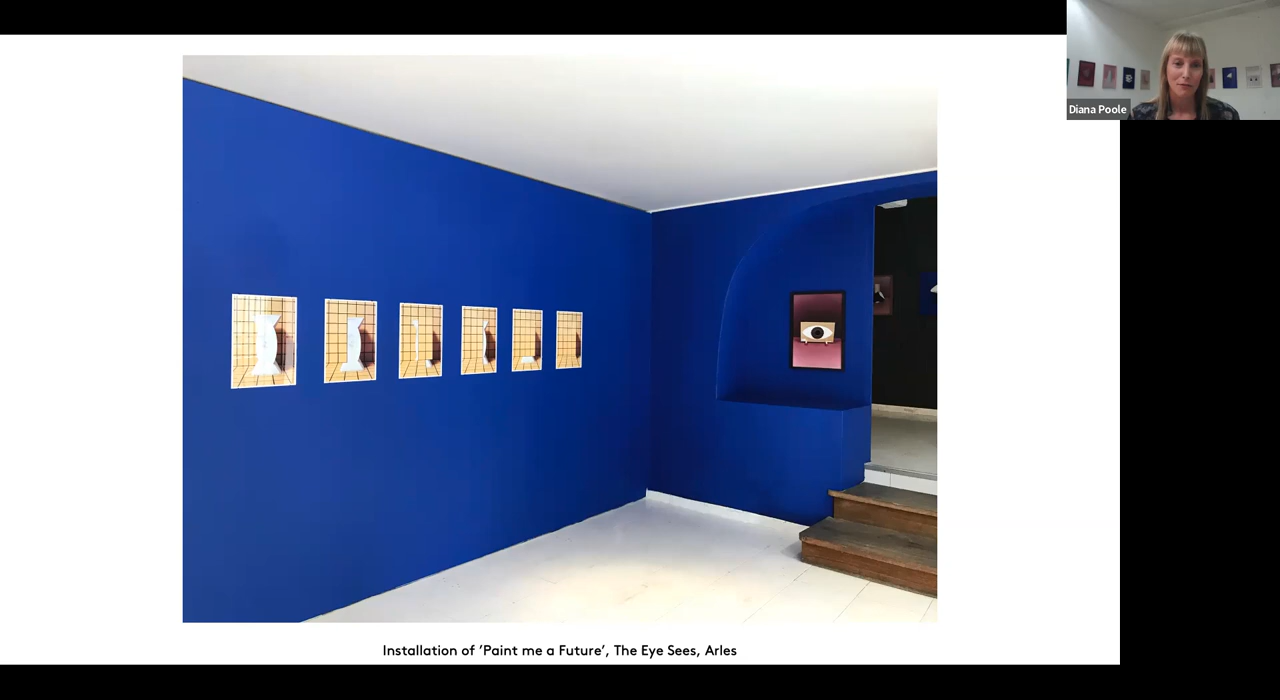 Diana Poole
Installation of ’Paint me a Future’, The Eye Sees, Arles